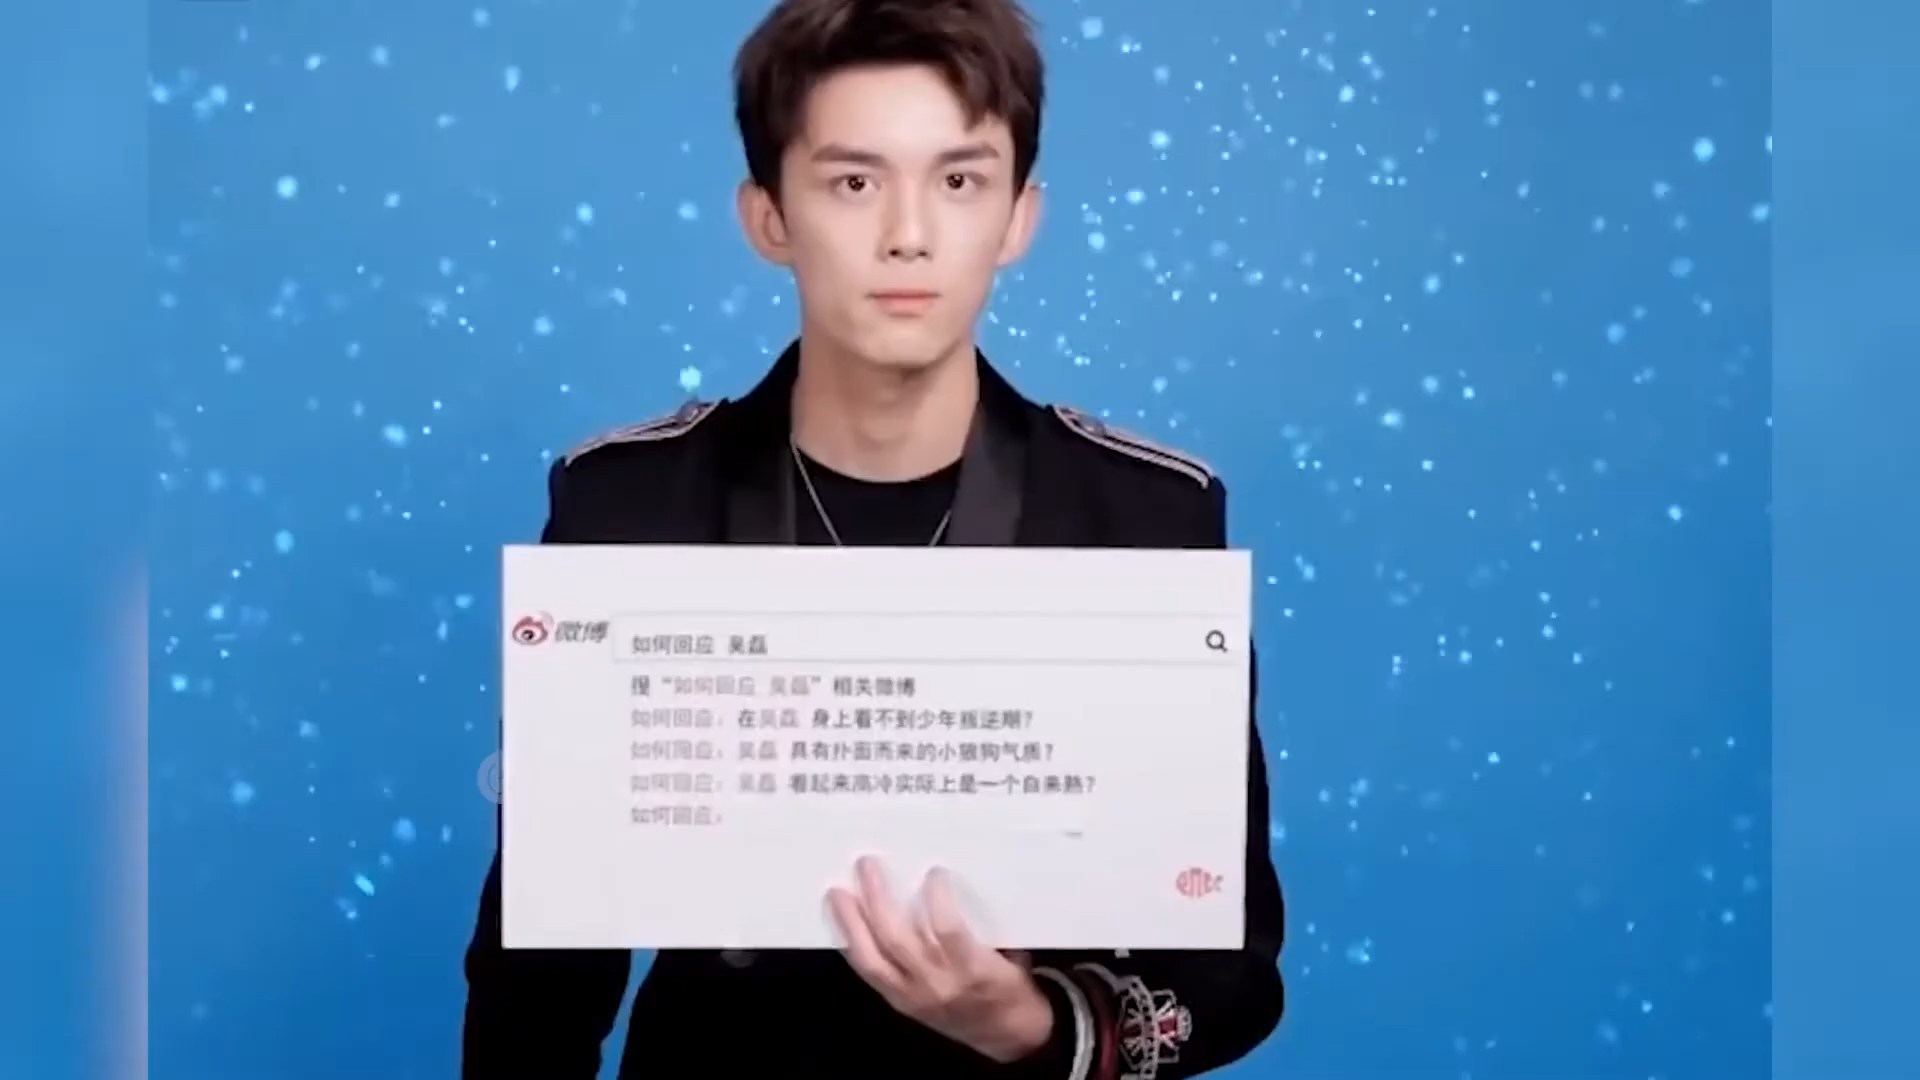 微博
如何回应 吴磊
搜“如何回应 吴磊”相关微博
如何回应：在吴磊 身上看不到少年叛逆期？
如何回应：吴磊 具有扑面而来的小狼狗气质？
如何回应：吴磊 看起来高冷实际上是一个自来熟？
如何回应：